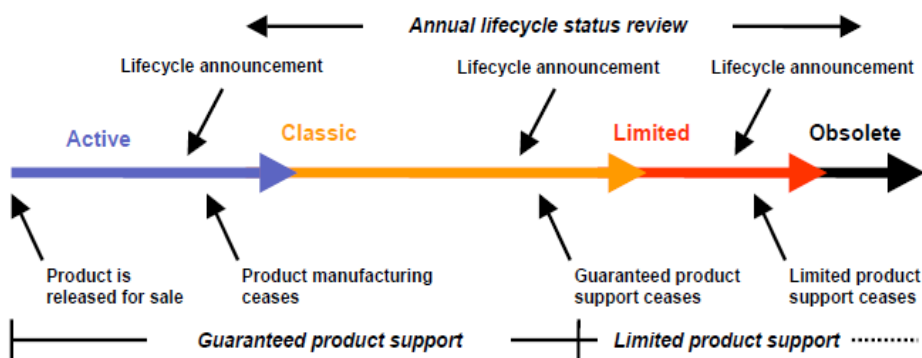 Annual lifecycle status review
Lifecycle announcement
Lifecycle announcement
Lifecycle announcement
Active
Classic
Limited
Obsolete
Product is
released for sale
Product manufacturing
ceases
Guaranteed product
support ceases
Limited product
support ceases
Guaranteed product support
Limited product support